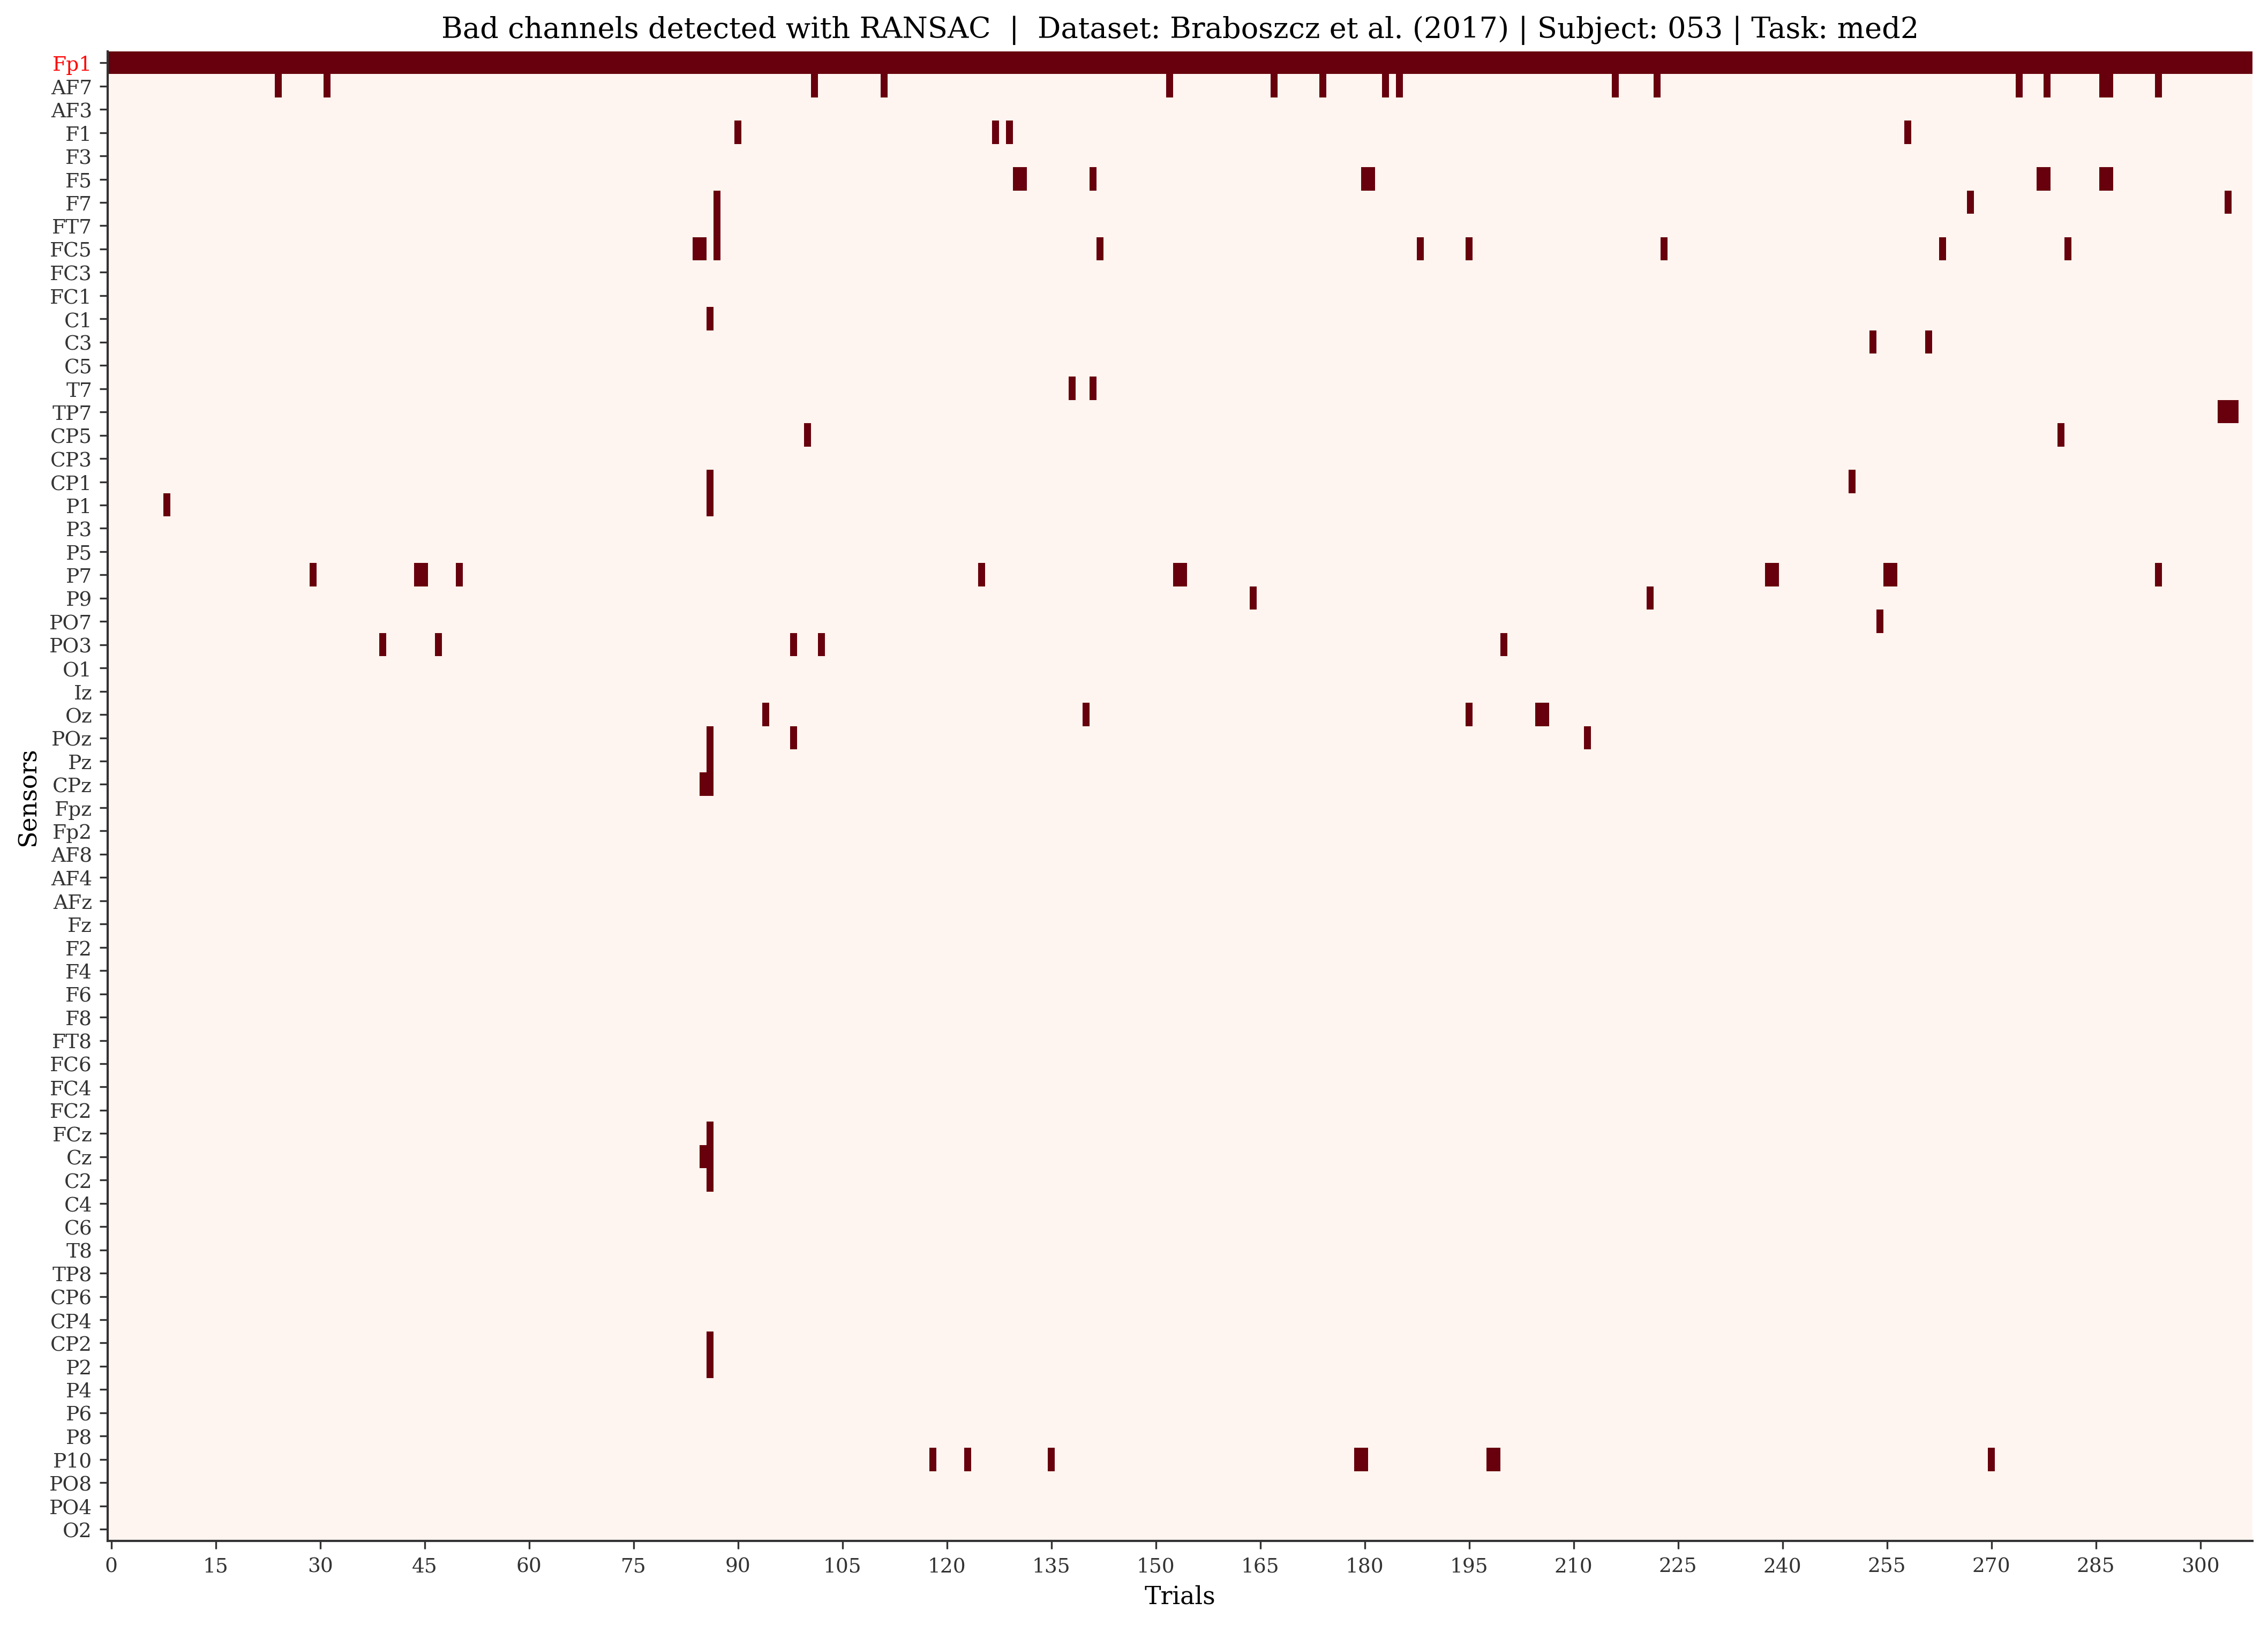 Bad channels detected with RANSAC | Dataset: Braboszcz et al. (2017) | Subject: 053 | Task: med2
Sensors
Fp1
AF7
AF3
F1
F3
F5
F7
FT7
FC5
FC3
FC1
C1
C3
C5
T7
TP7
CP5
CP3
CP1
P1
P3
P5
P7
P9
PO7
PO3
O1
Iz
Oz
POz
Pz
CPz
Fpz
Fp2
AF8
AF4
AFz
Fz
F2
F4
F6
F8
FT8
FC6
FC4
FC2
FCz
Cz
C2
C4
C6
T8
TP8
CP6
CP4
CP2
P2
P4
P6
P8
P10
PO8
PO4
O2
0 15 30 45 60 75 90 105 120 135 150 165 180 195 210 225 240 255 270 285 300
Trials